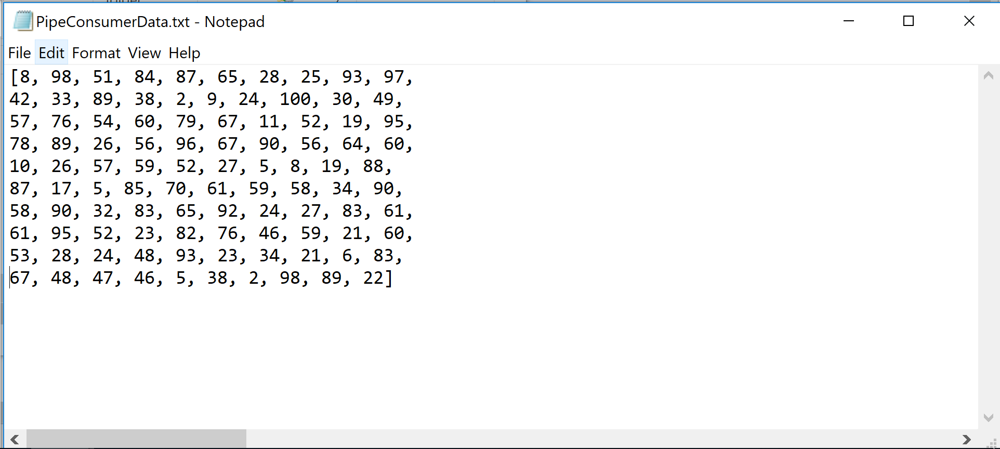 PipeConsumerData.txt - Notepad
File Edit Format View Help
[8, 98, 51, 84, 87, 65, 28, 25, 93, 97,
42, 33, 89, 38, 2, 9, 24, 100, 30, 49,
57, 76, 54, 60, 79, 67, 11, 52, 19, 95,
78, 89, 26, 56, 96, 67, 90, 56, 64, 60,
10, 26, 57, 59, 52, 27, 5, 8, 19, 88,
87, 17, 5, 85, 70, 61, 59, 58, 34, 90,
58, 90, 32, 83, 65, 92, 24, 27, 83, 61,
61, 95, 52, 23, 82, 76, 46, 59, 21, 60,
53, 28, 24, 48, 93, 23, 34, 21, 6, 83,
67, 48, 47, 46, 5, 38, 2, 98, 89, 22]